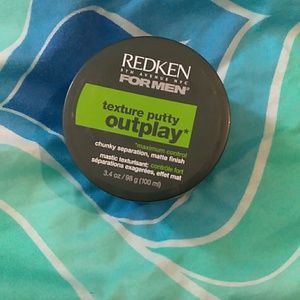 REDKEN
5TH AVENUE NYC
FOR MEN
texture putty
outplay*
*maximum control
chunky separation, matte finish
mastic texturisant: contrôle fort
séparations exagérées, effet mat
3.4 oz / 98 g (100 ml)